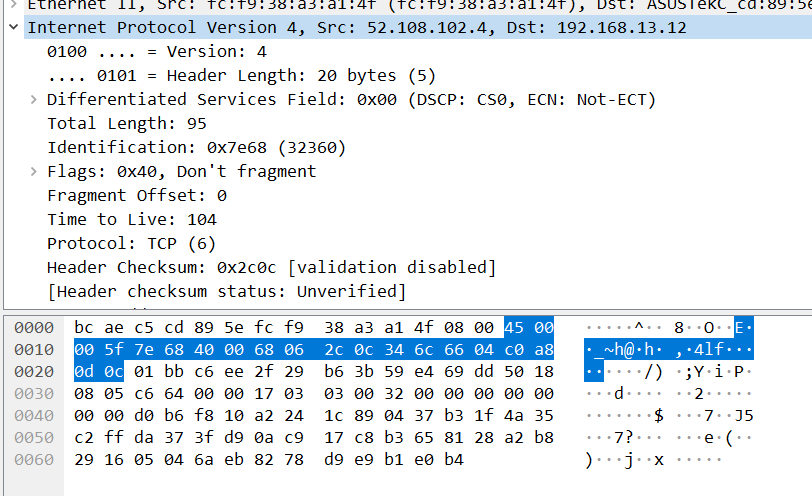 Ethernet II, Src: fc:f9:38:a3:a1:4f (fc:f9:38:a3:a1:4f), Dst: ASUSTekC_cd:89:5e
Internet Protocol Version 4, Src: 52.108.102.4, Dst: 192.168.13.12
0100 .... = Version: 4
.... 0101 = Header Length: 20 bytes (5)
Differentiated Services Field: 0x00 (DSCP: CS0, ECN: Not-ECT)
Total Length: 95
Identification: 0x7e68 (32360)
Flags: 0x40, Don't fragment
Fragment Offset: 0
Time to Live: 104
Protocol: TCP (6)
Header Checksum: 0x2c0c [validation disabled]
[Header checksum status: Unverified]
0000 bc ae c5 cd 89 5e fc f9 38 a3 a1 4f 08 00 45 00 ·····^·· 8··O··E·
0010 00 5f 7e 68 40 00 68 06 2c 0c 34 6c 66 04 c0 a8 ·_~h@·h· ,·4lf···
0020 0d 0c 01 bb c6 ee 2f 29 b6 3b 59 e4 69 dd 50 18 ······/) ·;Y·i·P·
0030 08 05 c6 64 00 00 17 03 03 00 32 00 00 00 00 00 ···d···· ··2·····
0040 00 00 d0 b6 f8 10 a2 24 1c 89 04 37 b3 1f 4a 35 ·······$ ···7··J5
0050 c2 ff da 37 3f d9 0a c9 17 c8 b3 65 81 28 a2 b8 ···7?··· ···e·(··
0060 29 16 05 04 6a eb 82 78 d9 e9 b1 e0 b4 )···j··x ·····